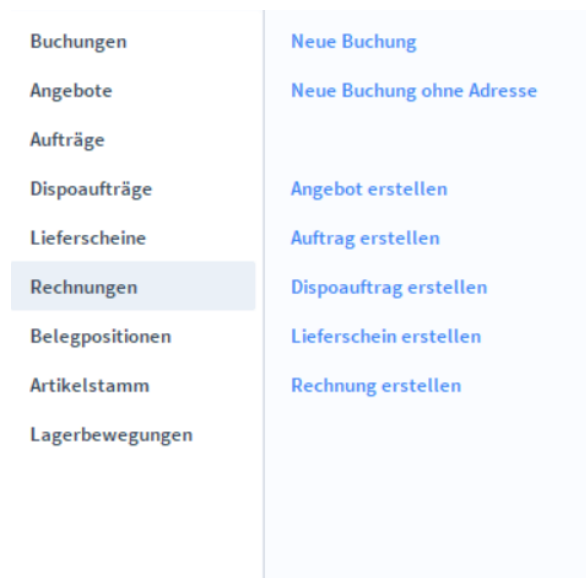 Buchungen
Angebote
Aufträge
Dispoaufträge
Lieferscheine
Rechnungen
Belegpositionen
Artikelstamm
Lagerbewegungen
Neue Buchung
Neue Buchung ohne Adresse
Angebot erstellen
Auftrag erstellen
Dispoauftrag erstellen
Lieferschein erstellen
Rechnung erstellen